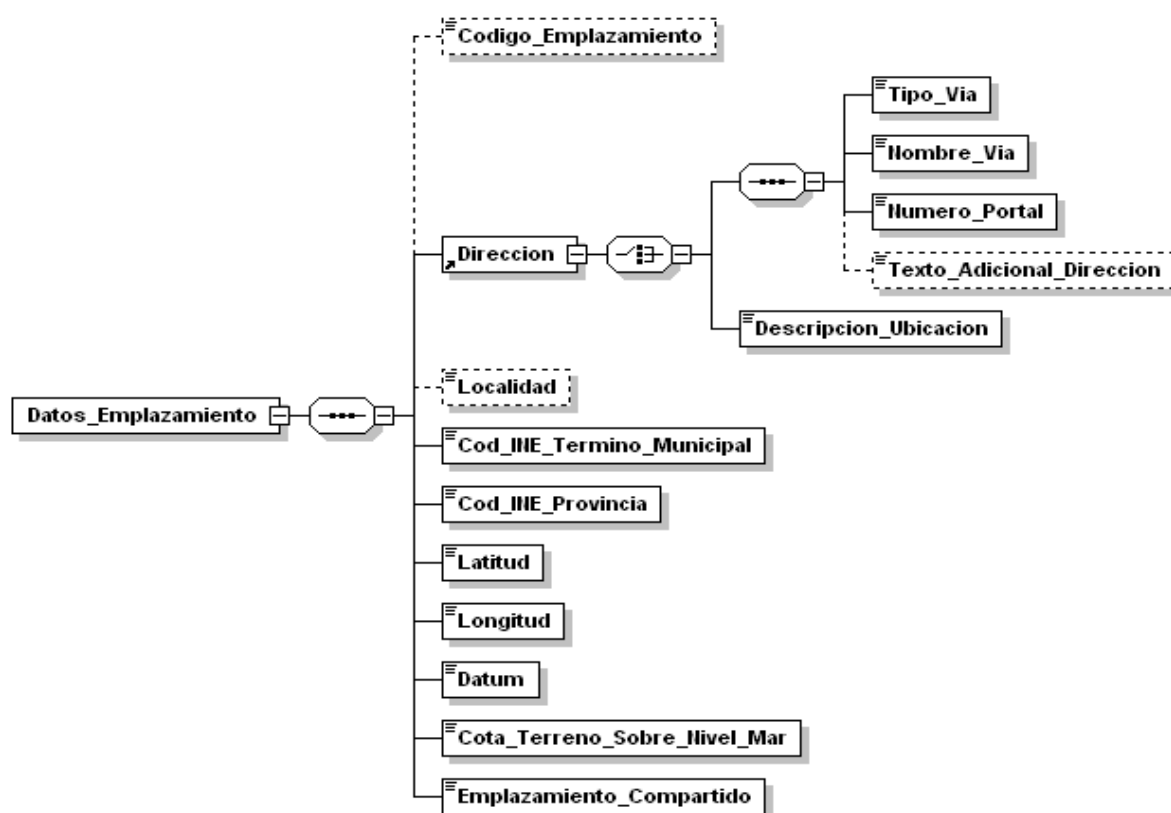 Codigo_Emplazamiento
Tipo_Via
Nombre_Via
Numero_Portal
Direccion
Texto_Adicional_Direccion
Descripcion_Ubicacion
Localidad
Datos_Emplazamiento
Cod_INE_Termino_Municipal
Cod_INE_Provincia
Latitud
Longitud
Datum
Cota_Terreno_Sobre_Nivel_Mar
Emplazamiento_Compartido